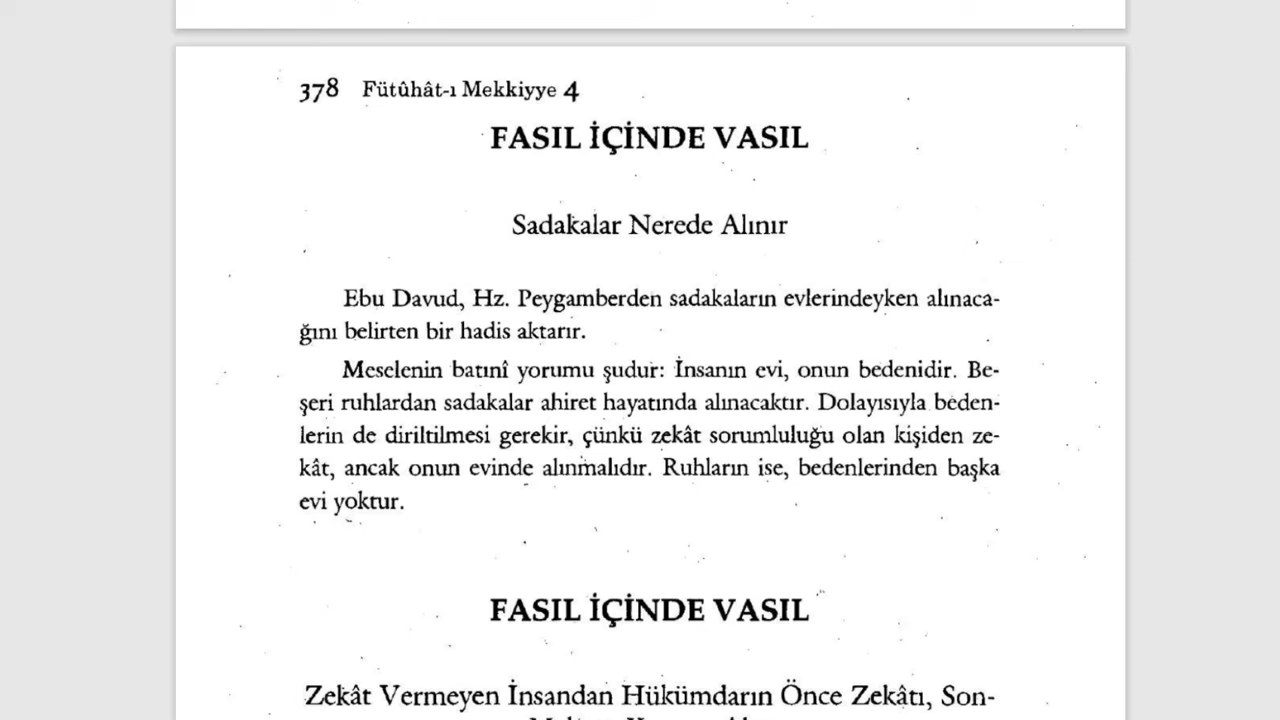 378 Fütûhât-ı Mekkiyye 4
FASIL İÇİNDE VASIL
Sadakalar Nerede Alınır
Ebu Davud, Hz. Peygamberden sadakaların evlerindeyken alınaca-
ğını belirten bir hadis aktarır.
Meselenin batınî yorumu şudur: İnsanın evi, onun bedenidir. Be-
şeri ruhlardan sadakalar ahiret hayatında alınacaktır. Dolayısıyla beden-
lerin de diriltilmesi gerekir, çünkü zekât sorumluluğu olan kişiden ze-
kât, ancak onun evinde alınmalıdır. Ruhların ise, bedenlerinden başka
evi yoktur.
FASIL İÇİNDE VASIL
Zekât Vermeyen İnsandan Hükümdarın Önce Zekâtı, Son-